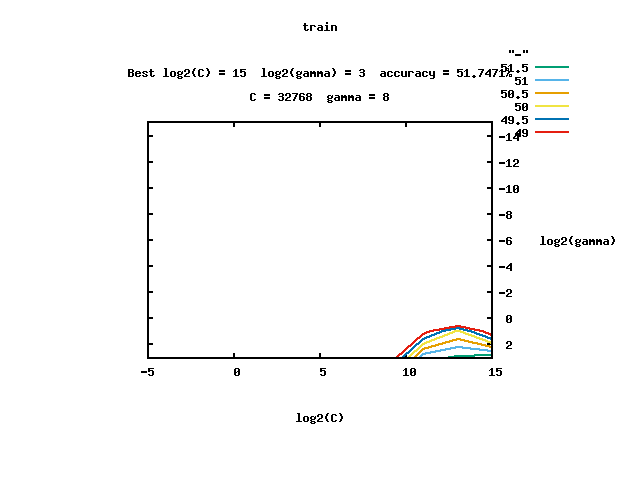 train
"-"
Best log2(C) = 15 log2(gamma) = 3 accuracy = 51.7471%
51.5
51
C = 32768 gamma = 8
50.5
50
49.5
49
-14
-12
-10
-8
-6
log2(gamma)
-4
-2
0
2
-5 0 5 10 15
log2(C)